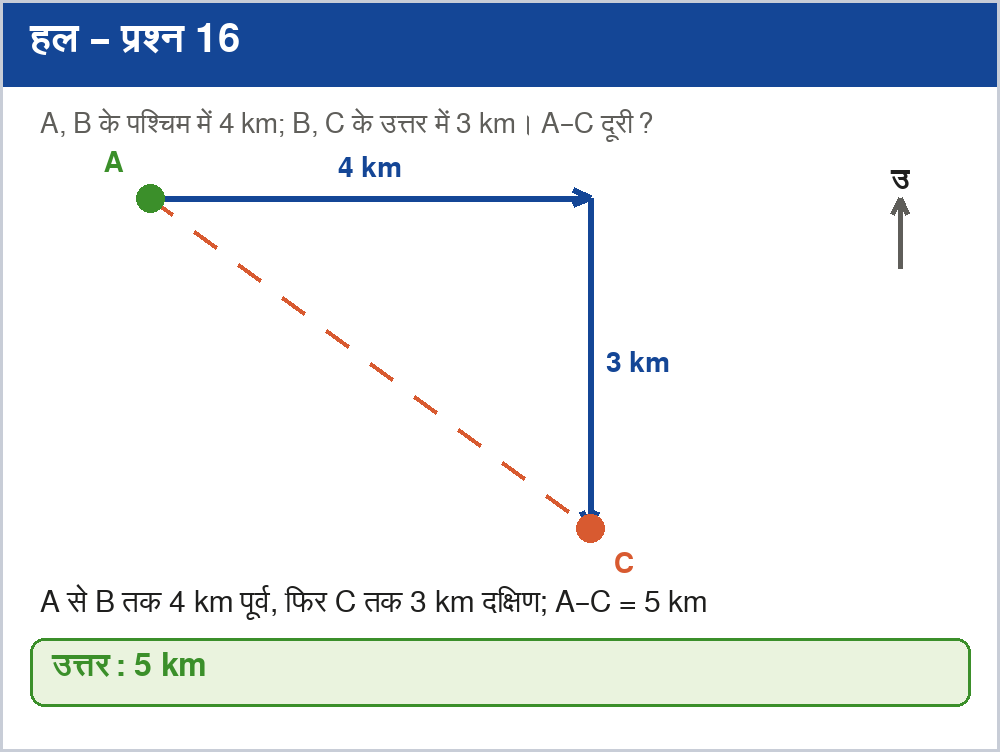 हल – प्रश्न 16
A, B के पश्चिम में 4 km; B, C के उत्तर में 3 km। A–C दूरी?
A
4 km
उ
3 km
C
A से B तक 4 km पूर्व, फिर C तक 3 km दक्षिण; A–C = 5 km
उत्तर : 5 km